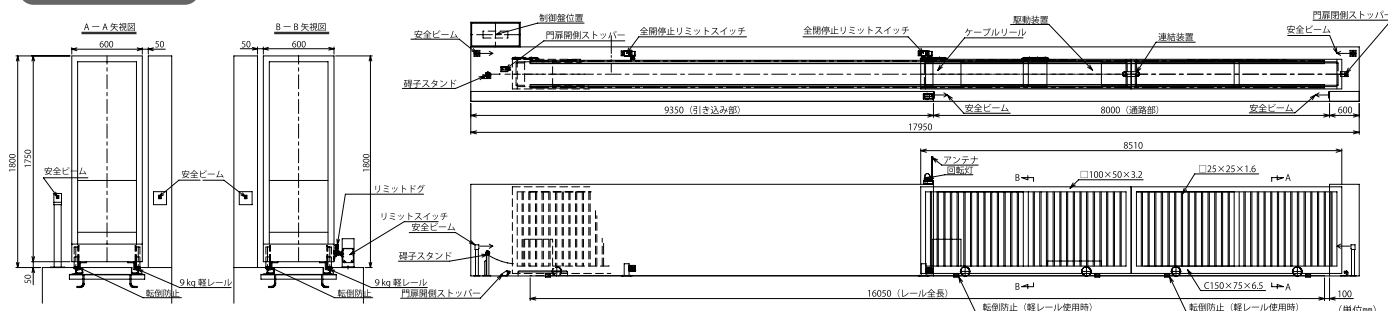 A－A 矢視図
600
50
1800
1750
50
安全ビーム
9㎏軽レール
転倒防止
安全ビーム
B－B 矢視図
50
600
1800
リミットドグ
リミットスイッチ
9㎏軽レール
転倒防止
制御盤位置
安全ビーム
門扉開側ストッパー
碍子スタンド
全開停止リミットスイッチ
全閉停止リミットスイッチ
駆動装置
ケーブルリール
連結装置
門扉閉側ストッパー
安全ビーム
安全ビーム
安全ビーム
9350（引き込み部）
8000（通路部）
600
17950
8510
アンテナ
回転灯
B
□100×50×3.2
□25×25×1.6
A
安全ビーム
碍子スタンド
門扉開側ストッパー
B
C150×75×6.5
A
16050（レール全長）
100
転倒防止（軽レール使用時）
転倒防止（軽レール使用時）
（単位㎜）